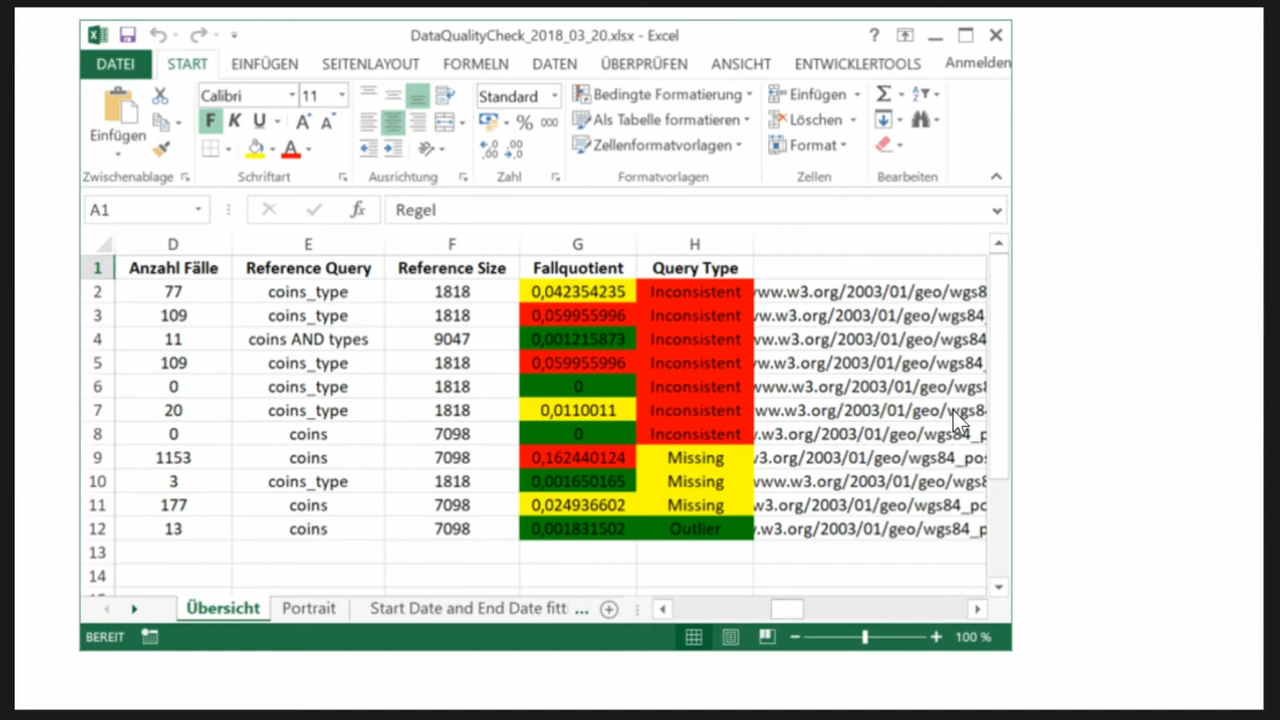 DataQualityCheck_2018_03_20.xlsx - Excel
?
DATEI START EINFÜGEN SEITENLAYOUT FORMELN DATEN ÜBERPRÜFEN ANSICHT ENTWICKLERTOOLS Anmelden
Calibri 11 Standard Bedingte Formatierung Einfügen Σ
Einfügen F K U A A % 000 Als Tabelle formatieren Löschen
A Zellenformatvorlagen Format
Zwischenablage Schriftart Ausrichtung Zahl Formatvorlagen Zellen Bearbeiten
A1 fx Regel
D E F G H
1 Anzahl Fälle Reference Query Reference Size Fallquotient Query Type
2 77 coins_type 1818 0,042354235 Inconsistent www.w3.org/2003/01/geo/wgs8
3 109 coins_type 1818 0,059955996 Inconsistent ww.w3.org/2003/01/geo/wgs84_
4 11 coins AND types 9047 0,001215873 Inconsistent ww.w3.org/2003/01/geo/wgs84
5 109 coins_type 1818 0,059955996 Inconsistent ww.w3.org/2003/01/geo/wgs84_
6 0 coins_type 1818 0 Inconsistent www.w3.org/2003/01/geo/wgs8
7 20 coins_type 1818 0,0110011 Inconsistent ww.w3.org/2003/01/geo/wgs84
8 0 coins 7098 0 Inconsistent w.w3.org/2003/01/geo/wgs84_p
9 1153 coins 7098 0,162440124 Missing w3.org/2003/01/geo/wgs84_pos
10 3 coins_type 1818 0,001650165 Missing www.w3.org/2003/01/geo/wgs8
11 177 coins 7098 0,024936602 Missing w3.org/2003/01/geo/wgs84_po
12 13 coins 7098 0,001831502 Outlier w.w3.org/2003/01/geo/wgs84_p
13
14
Übersicht Portrait Start Date and End Date fitt ...
BEREIT 100 %